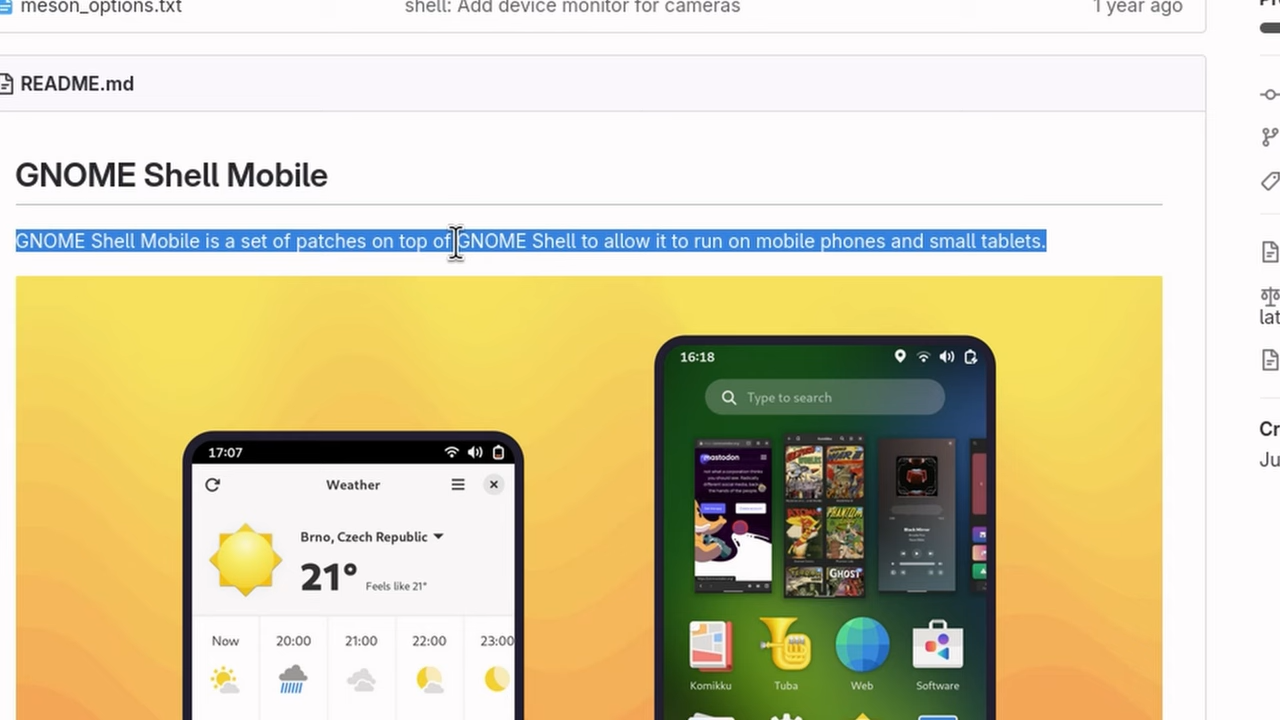 meson_options.txt shell: Add device monitor for cameras 1 year ago
README.md
GNOME Shell Mobile
GNOME Shell Mobile is a set of patches on top of GNOME Shell to allow it to run on mobile phones and small tablets.
16:18
Type to search
mastodon
17:07
Weather
Brno, Czech Republic
21°
Feels like 21°
Now 20:00 21:00 22:00 23:00
Komikku Tuba Web Software
lat
Cr
Ju